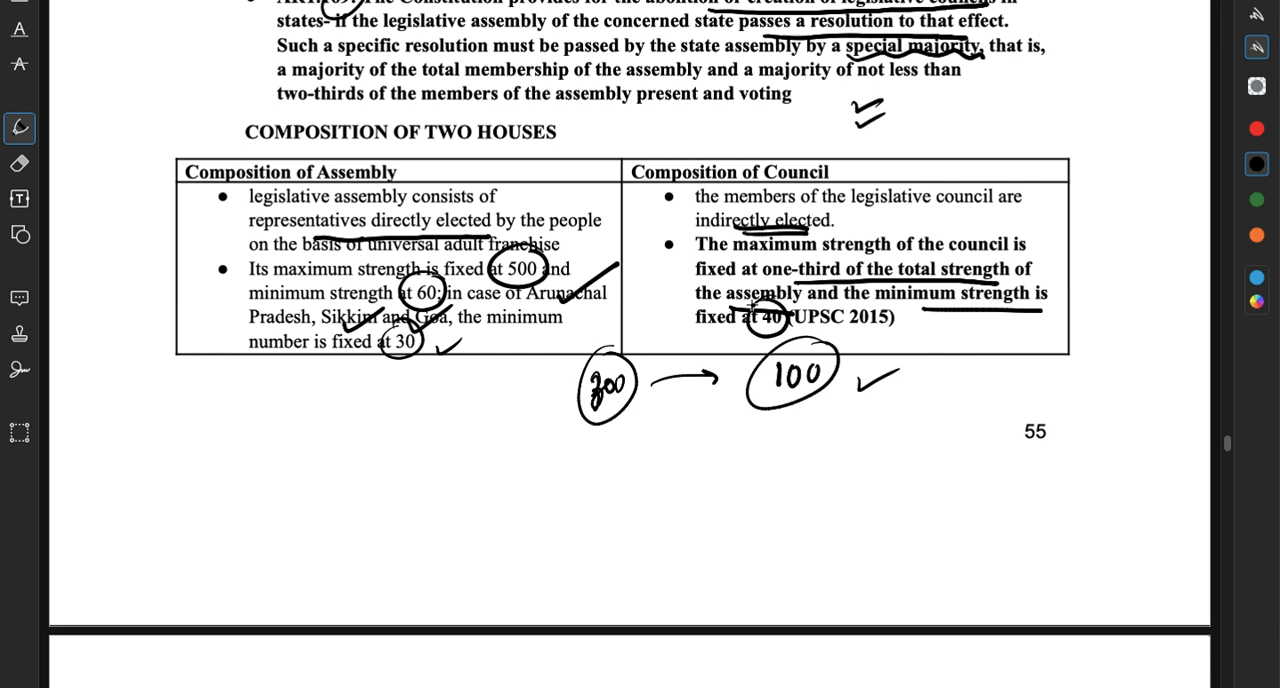 states- if the legislative assembly of the concerned state passes a resolution to that effect.
Such a specific resolution must be passed by the state assembly by a special majority, that is,
a majority of the total membership of the assembly and a majority of not less than
two-thirds of the members of the assembly present and voting
COMPOSITION OF TWO HOUSES
Composition of Assembly
● legislative assembly consists of
representatives directly elected by the people
on the basis of universal adult franchise
● Its maximum strength is fixed at 500 and
minimum strength at 60; in case of Arunachal
Pradesh, Sikkim and Goa, the minimum
number is fixed at 30
Composition of Council
● the members of the legislative council are
indirectly elected.
● The maximum strength of the council is
fixed at one-third of the total strength of
the assembly and the minimum strength is
fixed at 40 (UPSC 2015)
300 → 100
55